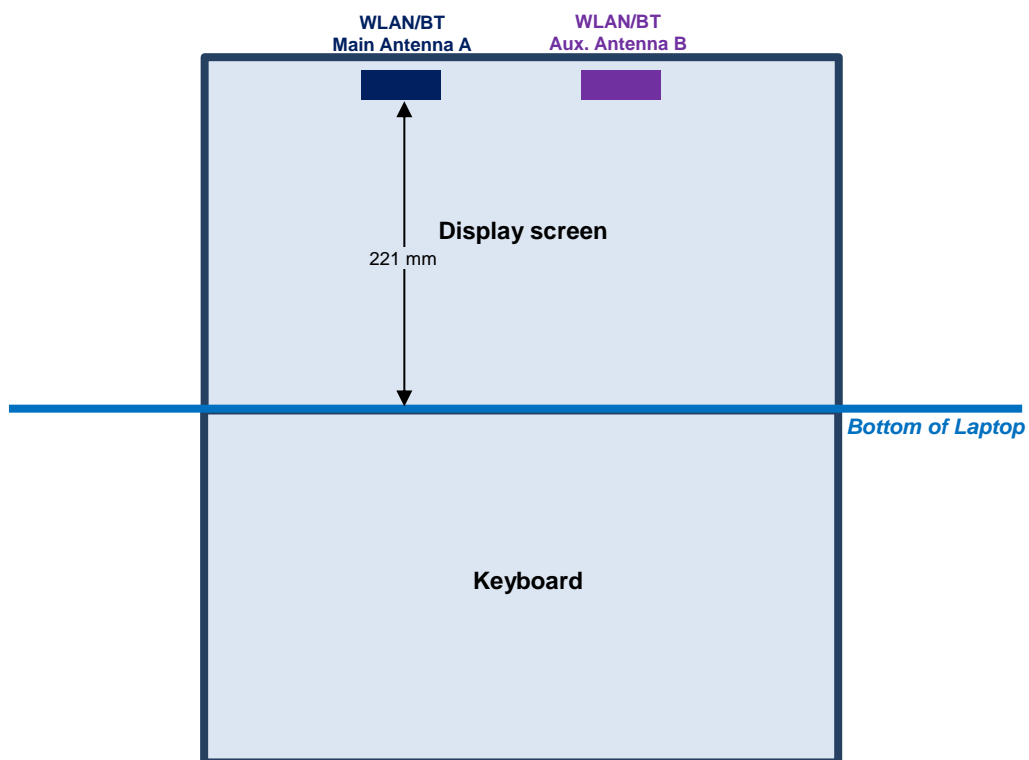 WLAN/BT
Main Antenna A
WLAN/BT
Aux. Antenna B
Display screen
221 mm
Bottom of Laptop
Keyboard